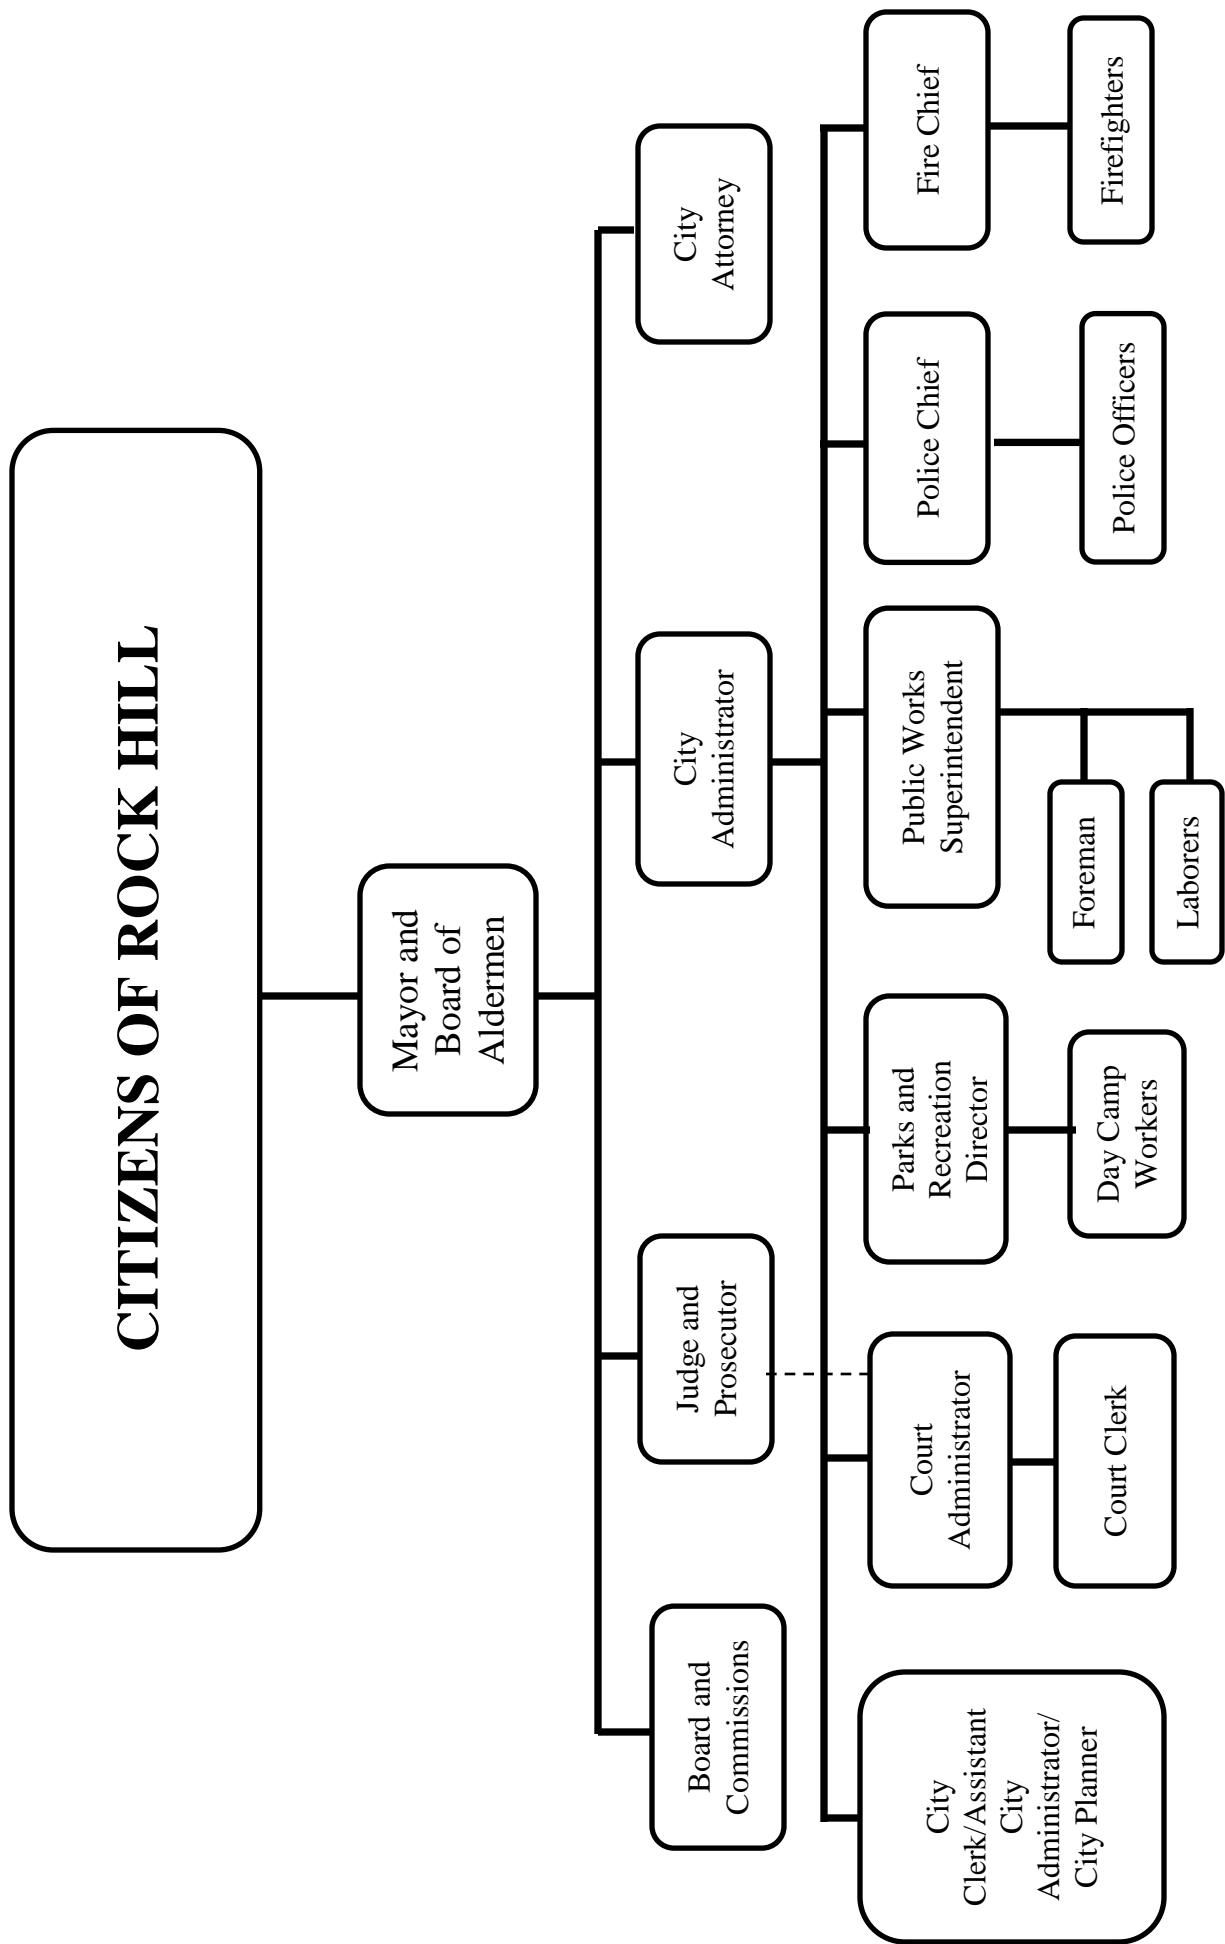 CITIZENS OF ROCK HILL
Mayor and
Board of
Aldermen
Board and
Commissions
Judge and
Prosecutor
City
Administrator
City
Attorney
City
Clerk/Assistant
City
Administrator/
City Planner
Court
Administrator
Parks and
Recreation
Director
Public Works
Superintendent
Police Chief
Fire Chief
Court Clerk
Day Camp
Workers
Foreman
Laborers
Police Officers
Firefighters